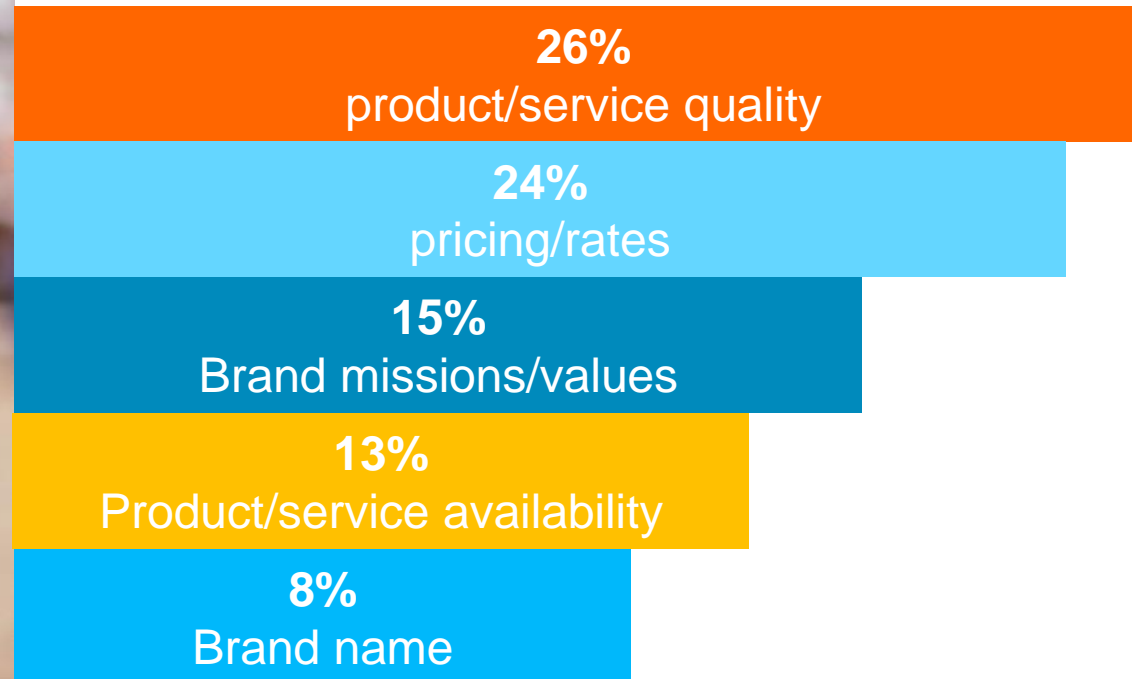 26%
product/service quality
24%
pricing/rates
15%
Brand missions/values
13%
Product/service availability
8%
Brand name